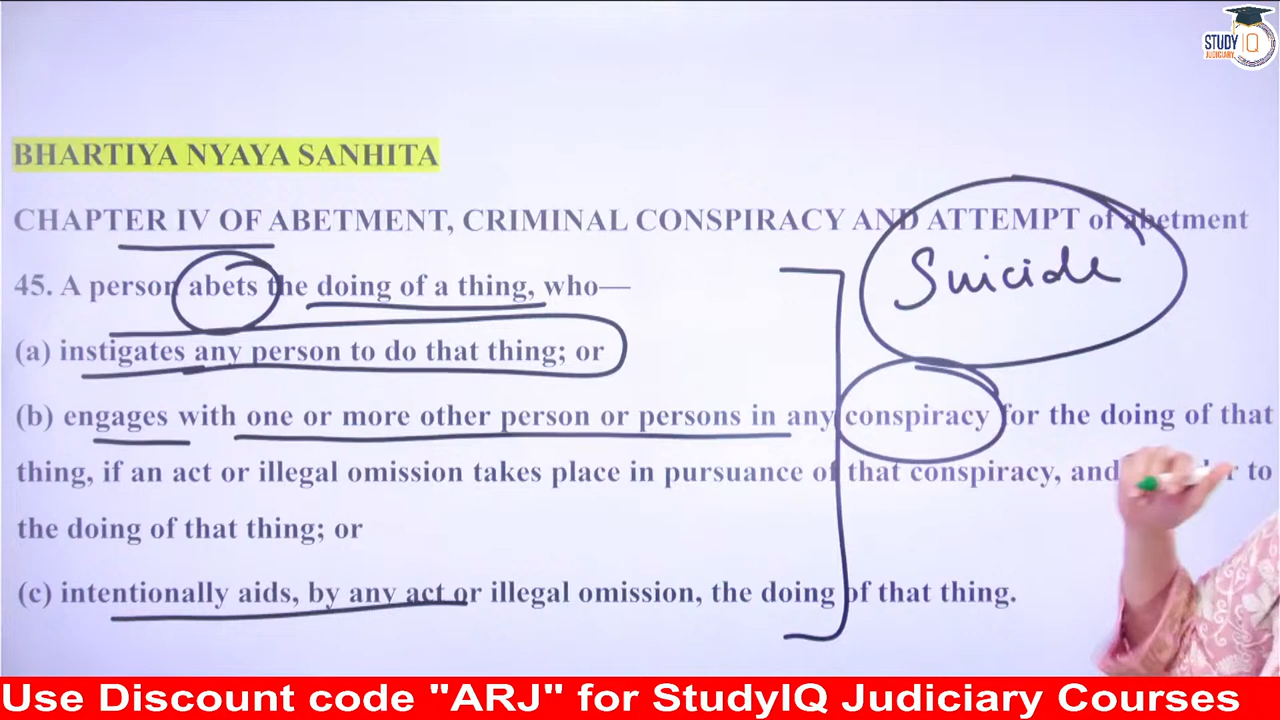 STUDY IQ
JUDICIARY
BHARTIYA NYAYA SANHITA
CHAPTER IV OF ABETMENT, CRIMINAL CONSPIRACY AND ATTEMPT of abetment
Suicide
45. A person abets the doing of a thing, who—
(a) instigates any person to do that thing; or
(b) engages with one or more other person or persons in any conspiracy for the doing of that
thing, if an act or illegal omission takes place in pursuance of that conspiracy, and to
the doing of that thing; or
(c) intentionally aids, by any act or illegal omission, the doing of that thing.
Use Discount code "ARJ" for StudyIQ Judiciary Courses